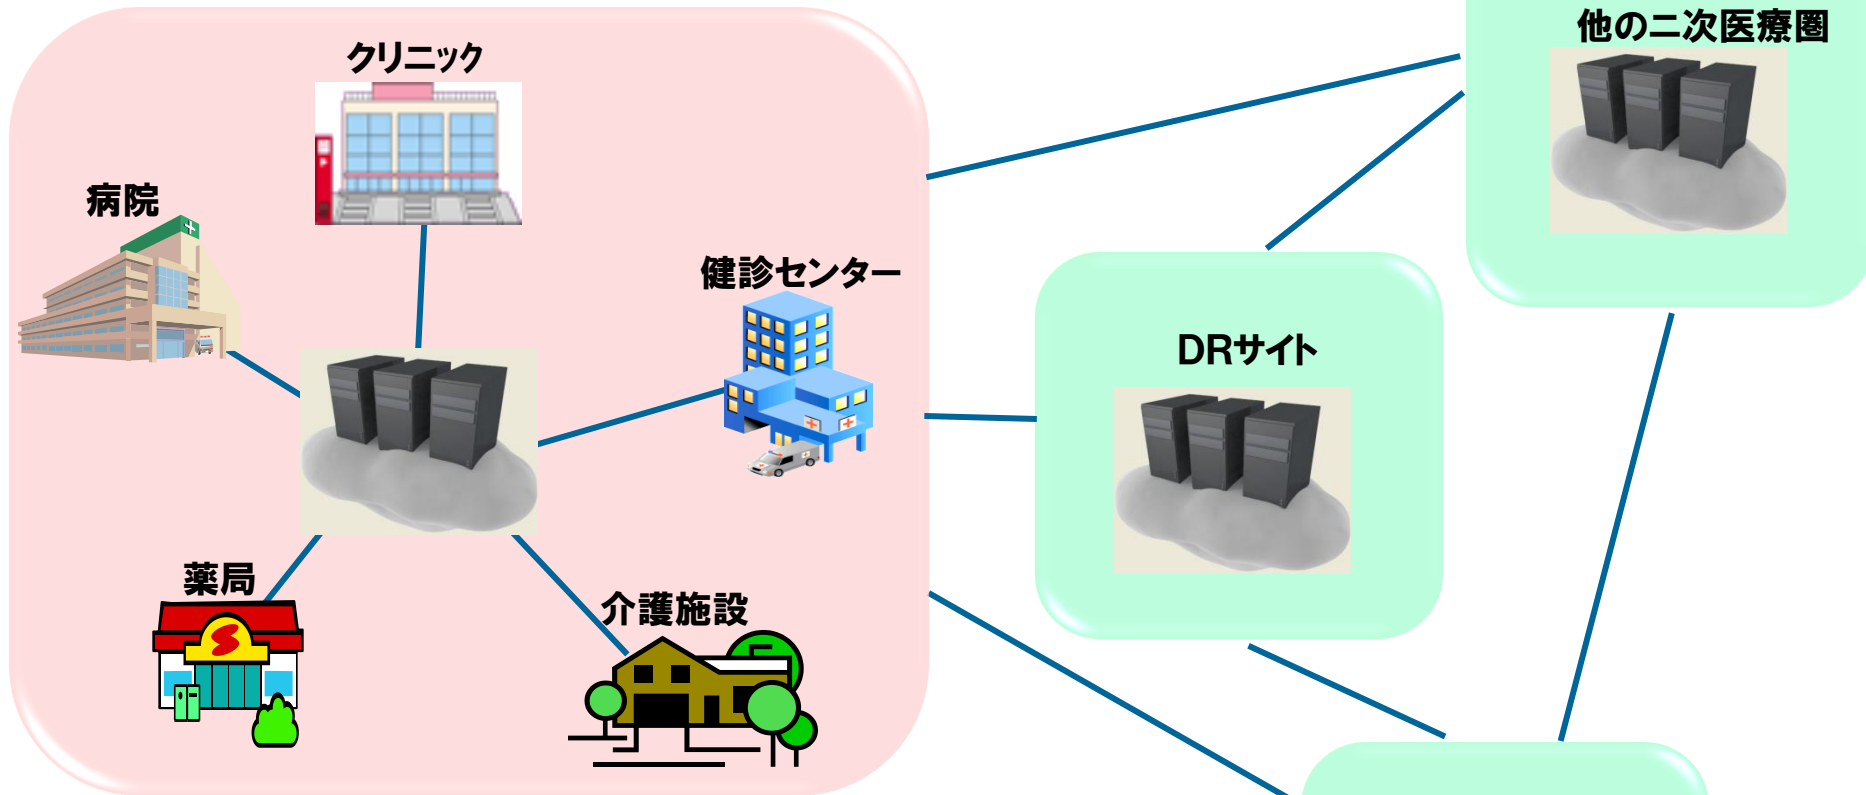 他の二次医療圏
クリニック
病院
健診センター
DRサイト
薬局
介護施設